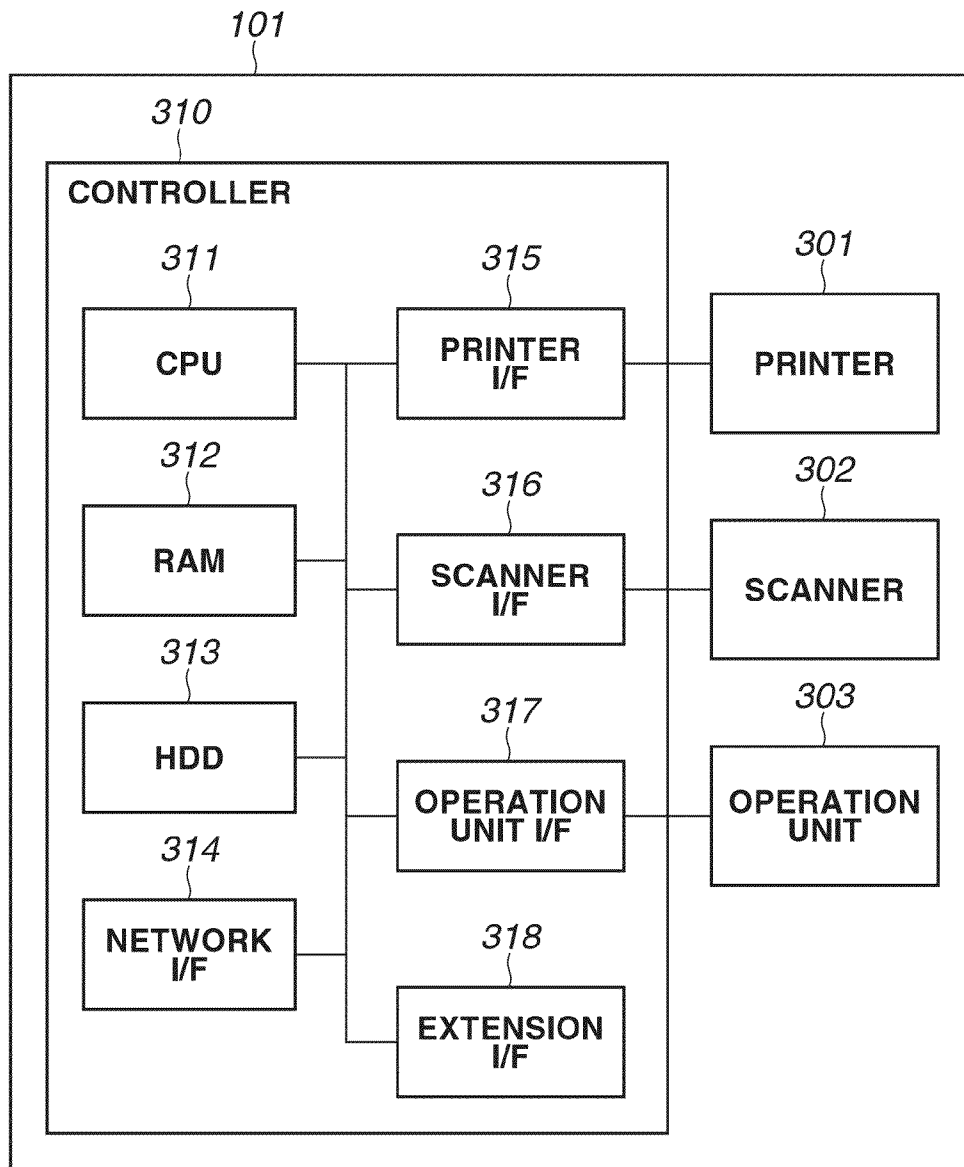 101
310
CONTROLLER
311
CPU
315
PRINTER
I/F
301
PRINTER
312
RAM
316
SCANNER
I/F
302
SCANNER
313
HDD
317
OPERATION
UNIT I/F
303
OPERATION
UNIT
314
NETWORK
I/F
318
EXTENSION
I/F